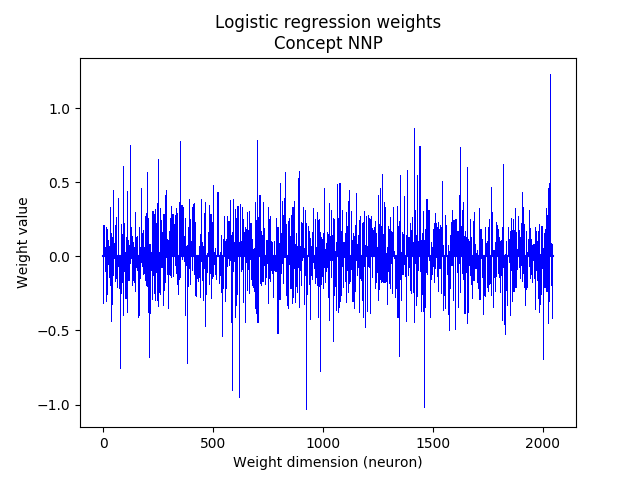 Logistic regression weights
Concept NNP
1.0
0.5
0.0
−0.5
−1.0
Weight value
0 500 1000 1500 2000
Weight dimension (neuron)